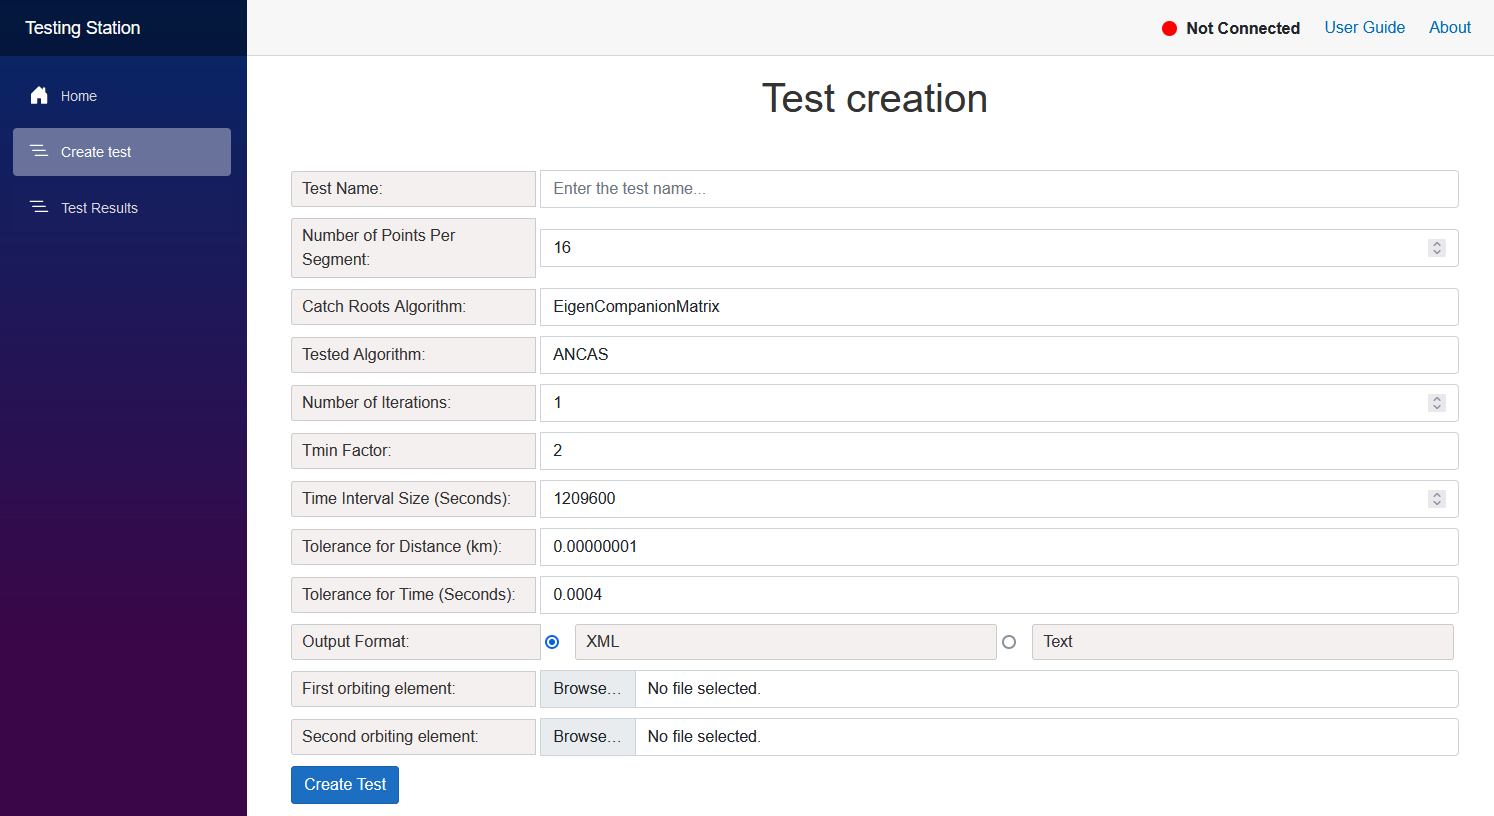 Testing Station
Not Connected
User Guide
About
Home
Create test
Test Results
Test creation
Test Name:
Enter the test name...
Number of Points Per
Segment:
16
Catch Roots Algorithm:
EigenCompanionMatrix
Tested Algorithm:
ANCAS
Number of Iterations:
1
Tmin Factor:
2
Time Interval Size (Seconds):
1209600
Tolerance for Distance (km):
0.00000001
Tolerance for Time (Seconds):
0.0004
Output Format:
XML
Text
First orbiting element:
Browse...
No file selected.
Second orbiting element:
Browse...
No file selected.
Create Test